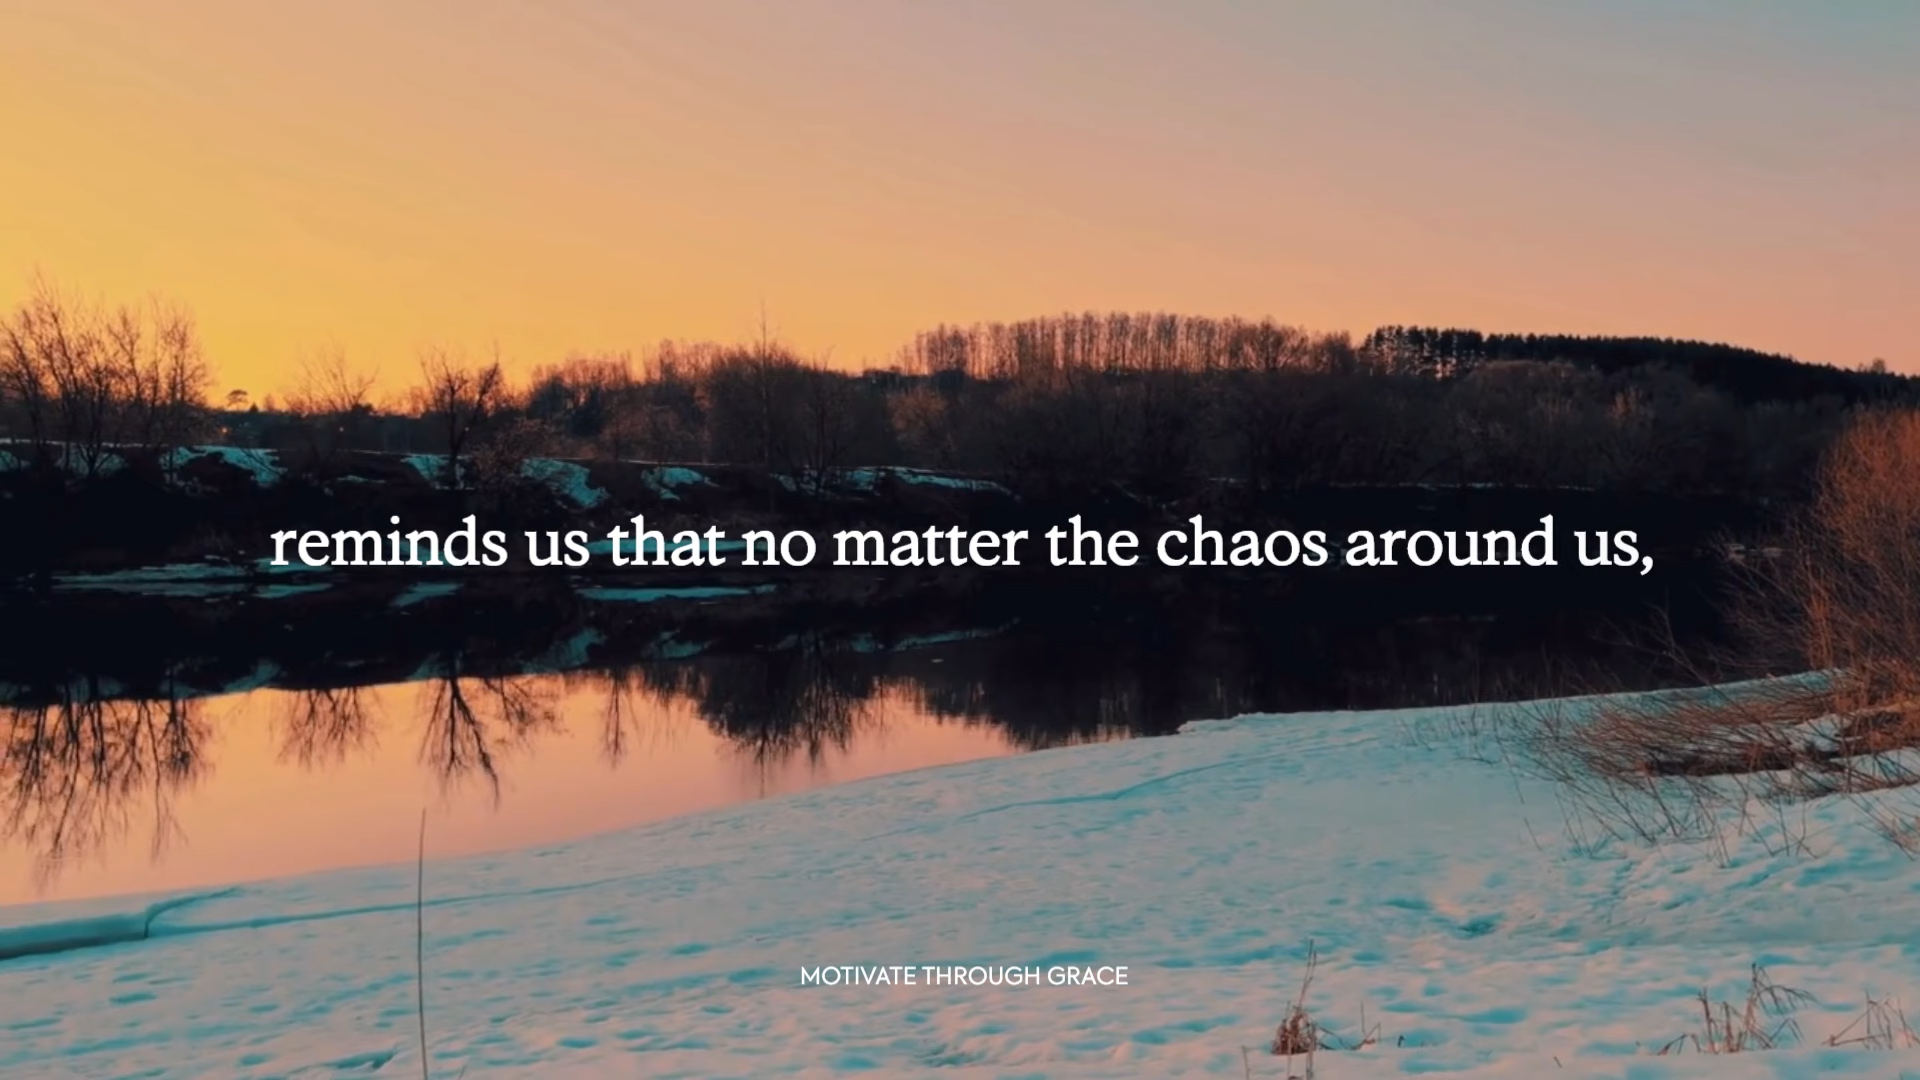 reminds us that no matter the chaos around us,
MOTIVATE THROUGH GRACE